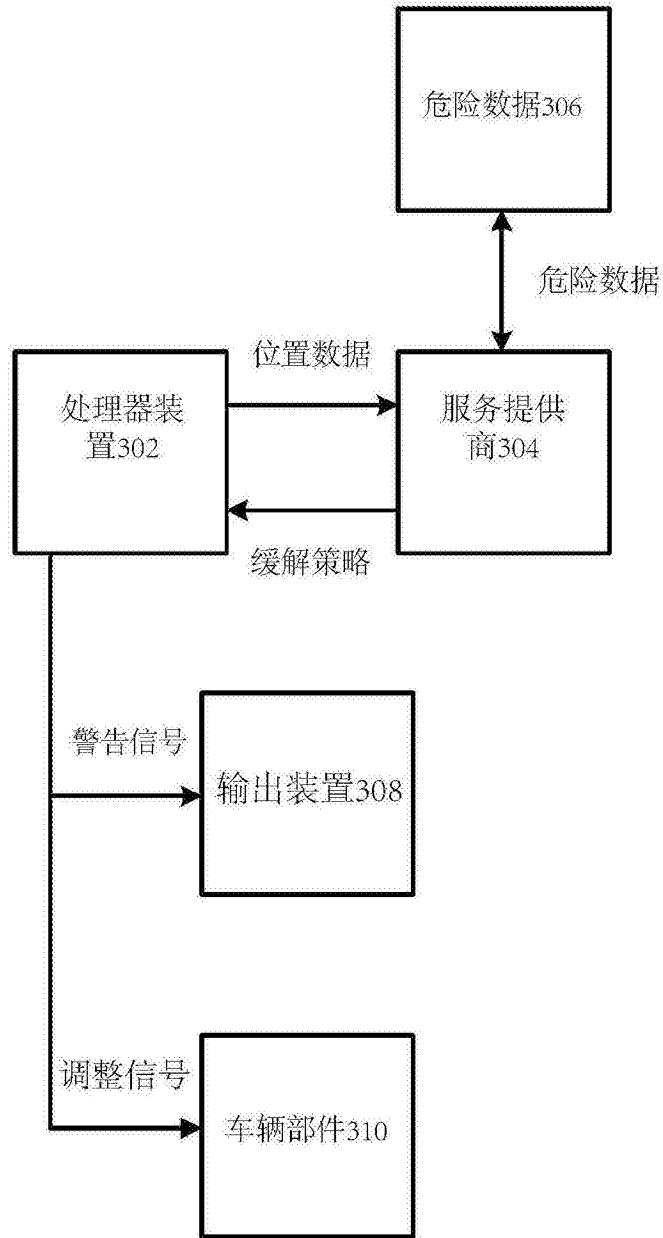 危险数据306
危险数据
位置数据
处理器装
置302
服务提供
商304
缓解策略
警告信号
输出装置308
调整信号
车辆部件310